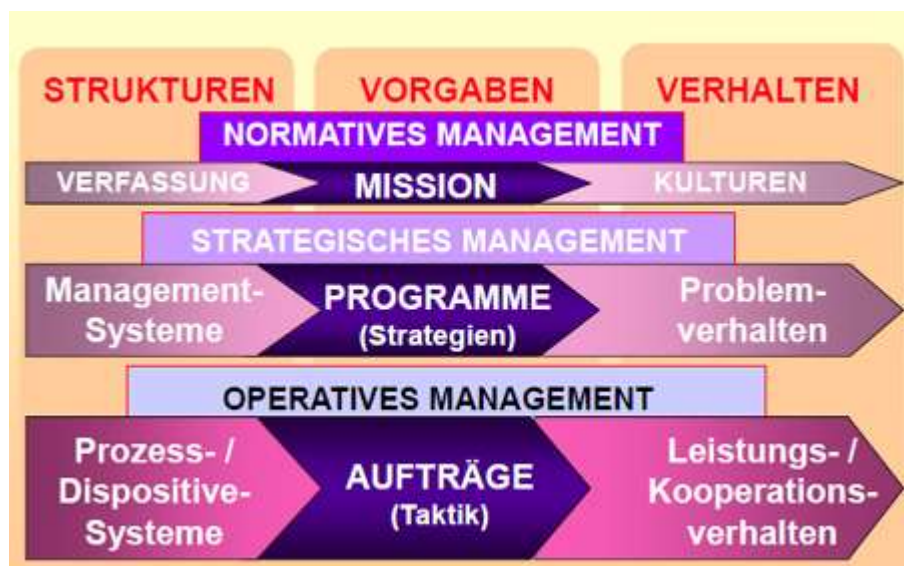 STRUKTUREN VORGABEN VERHALTEN
NORMATIVES MANAGEMENT
VERFASSUNG MISSION KULTUREN
STRATEGISCHES MANAGEMENT
Management-
Systeme
PROGRAMME
(Strategien)
Problem-
verhalten
OPERATIVES MANAGEMENT
Prozess- /
Dispositive-
Systeme
AUFTRÄGE
(Taktik)
Leistungs- /
Kooperations-
verhalten